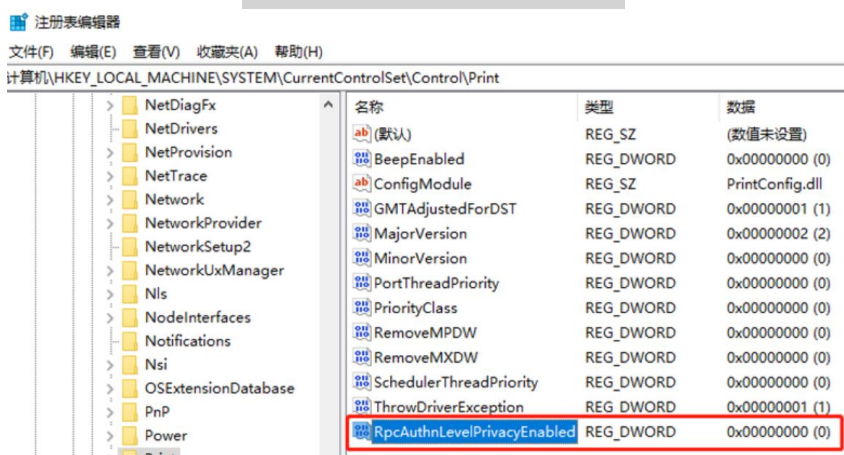 注册表编辑器
文件(F) 编辑(E) 查看(V) 收藏夹(A) 帮助(H)
计算机\HKEY_LOCAL_MACHINE\SYSTEM\CurrentControlSet\Control\Print
NetDiagFx
NetDrivers
NetProvision
NetTrace
Network
NetworkProvider
NetworkSetup2
NetworkUxManager
Nls
NodeInterfaces
Notifications
Nsi
OSExtensionDatabase
PnP
Power
名称 类型 数据
(默认) REG_SZ (数值未设置)
BeepEnabled REG_DWORD 0x00000000 (0)
ConfigModule REG_SZ PrintConfig.dll
GMTAdjustedForDST REG_DWORD 0x00000001 (1)
MajorVersion REG_DWORD 0x00000002 (2)
MinorVersion REG_DWORD 0x00000000 (0)
PortThreadPriority REG_DWORD 0x00000000 (0)
PriorityClass REG_DWORD 0x00000000 (0)
RemoveMPDW REG_DWORD 0x00000000 (0)
RemoveMXDW REG_DWORD 0x00000000 (0)
SchedulerThreadPriority REG_DWORD 0x00000000 (0)
ThrowDriverException REG_DWORD 0x00000001 (1)
RpcAuthnLevelPrivacyEnabled REG_DWORD 0x00000000 (0)